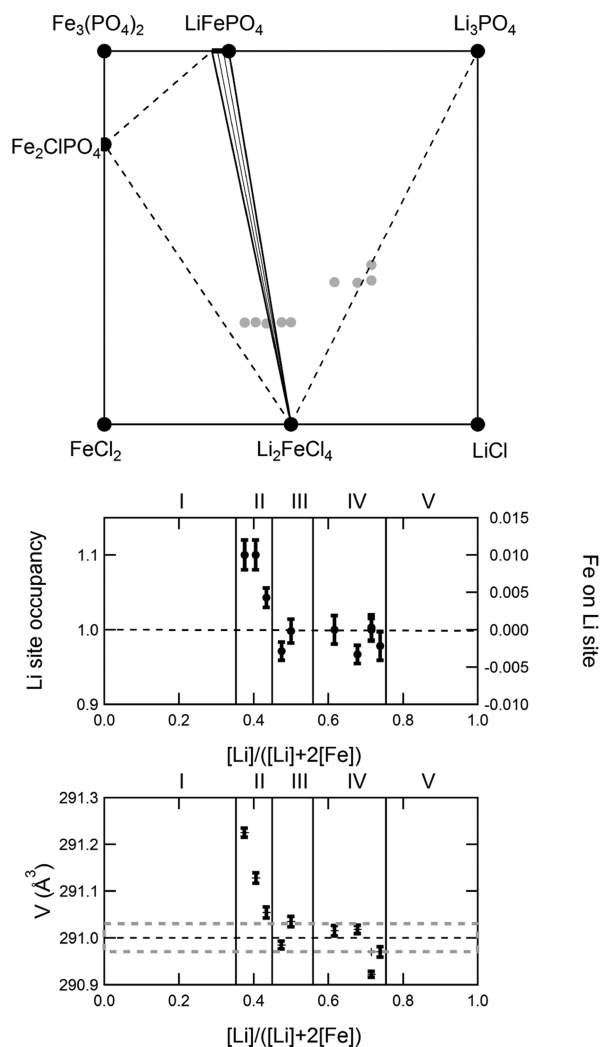 Fe3(PO4)2 LiFePO4 Li3PO4
Fe2ClPO4
FeCl2 Li2FeCl4 LiCl
I II III IV V
Li site occupancy
1.1
1.0
0.9
0.015
0.010
0.005
0.000
-0.005
-0.010
Fe on Li site
0.0 0.2 0.4 0.6 0.8 1.0
[Li]/([Li]+2[Fe])
I II III IV V
V (Å3)
291.3
291.2
291.1
291.0
290.9
0.0 0.2 0.4 0.6 0.8 1.0
[Li]/([Li]+2[Fe])